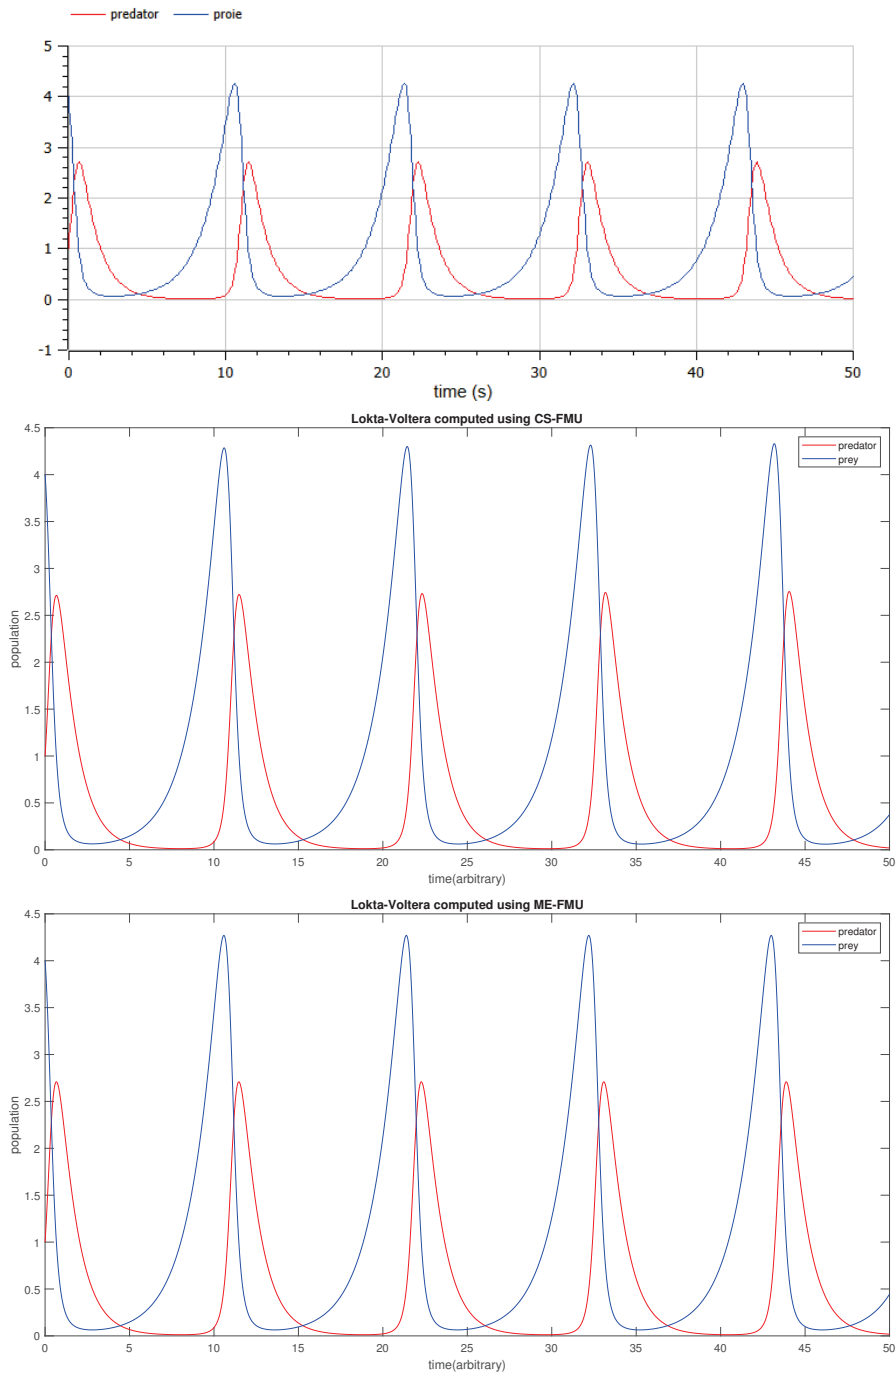 predator proie
5
4
3
2
1
0
-1
0 10 20 30 40 50
time (s)
Lokta-Voltera computed using CS-FMU
predator
prey
4.5
4
3.5
3
2.5
2
1.5
1
0.5
0
population
0 5 10 15 20 25 30 35 40 45 50
time(arbitrary)
Lokta-Voltera computed using ME-FMU
predator
prey
4.5
4
3.5
3
2.5
2
1.5
1
0.5
0
population
0 5 10 15 20 25 30 35 40 45 50
time(arbitrary)